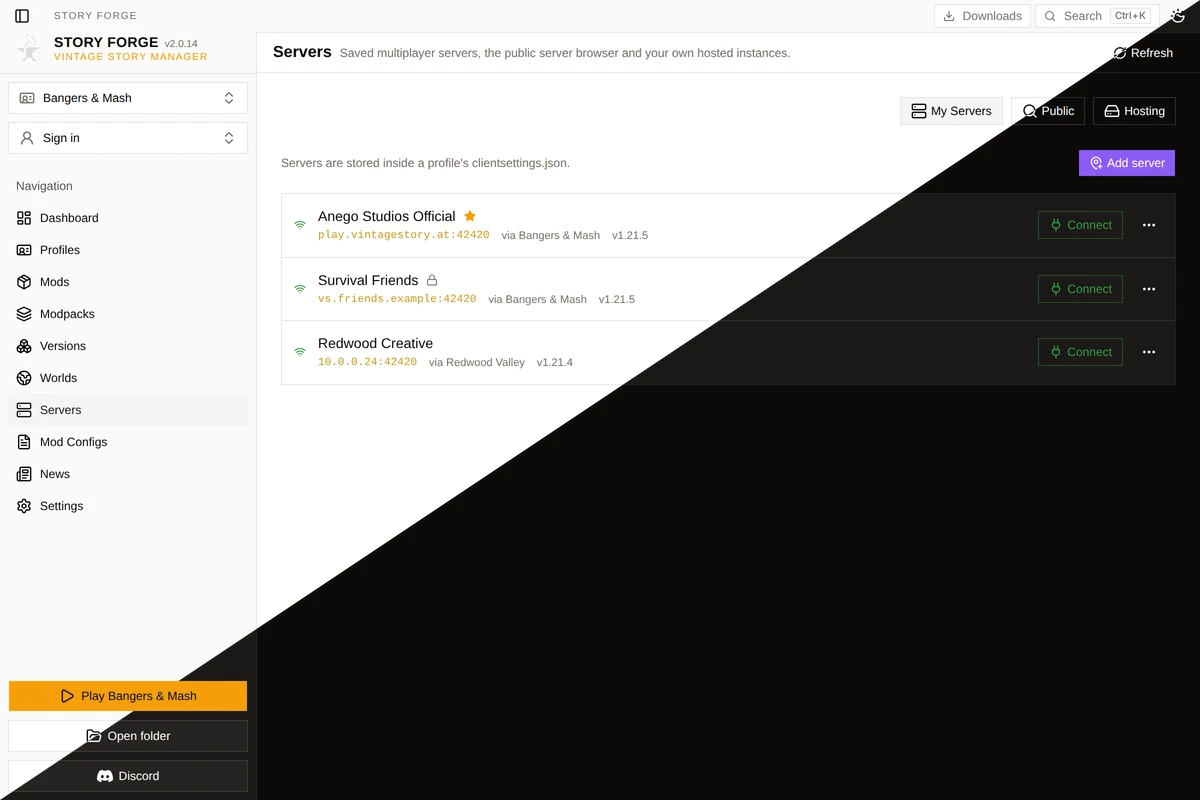 STORY FORGE
Downloads
Search Ctrl+K
STORY FORGE v2.0.14
VINTAGE STORY MANAGER
Servers Saved multiplayer servers, the public server browser and your own hosted instances.
Refresh
Bangers & Mash
Sign in
My Servers
Public
Hosting
Servers are stored inside a profile's clientsettings.json.
Add server
Navigation
Dashboard
Profiles
Mods
Modpacks
Versions
Worlds
Servers
Mod Configs
News
Settings
Anego Studios Official
play.vintagestory.at:42420 via Bangers & Mash v1.21.5
Connect
Survival Friends
vs.friends.example:42420 via Bangers & Mash v1.21.5
Connect
Redwood Creative
10.0.0.24:42420 via Redwood Valley v1.21.4
Connect
Play Bangers & Mash
Open folder
Discord